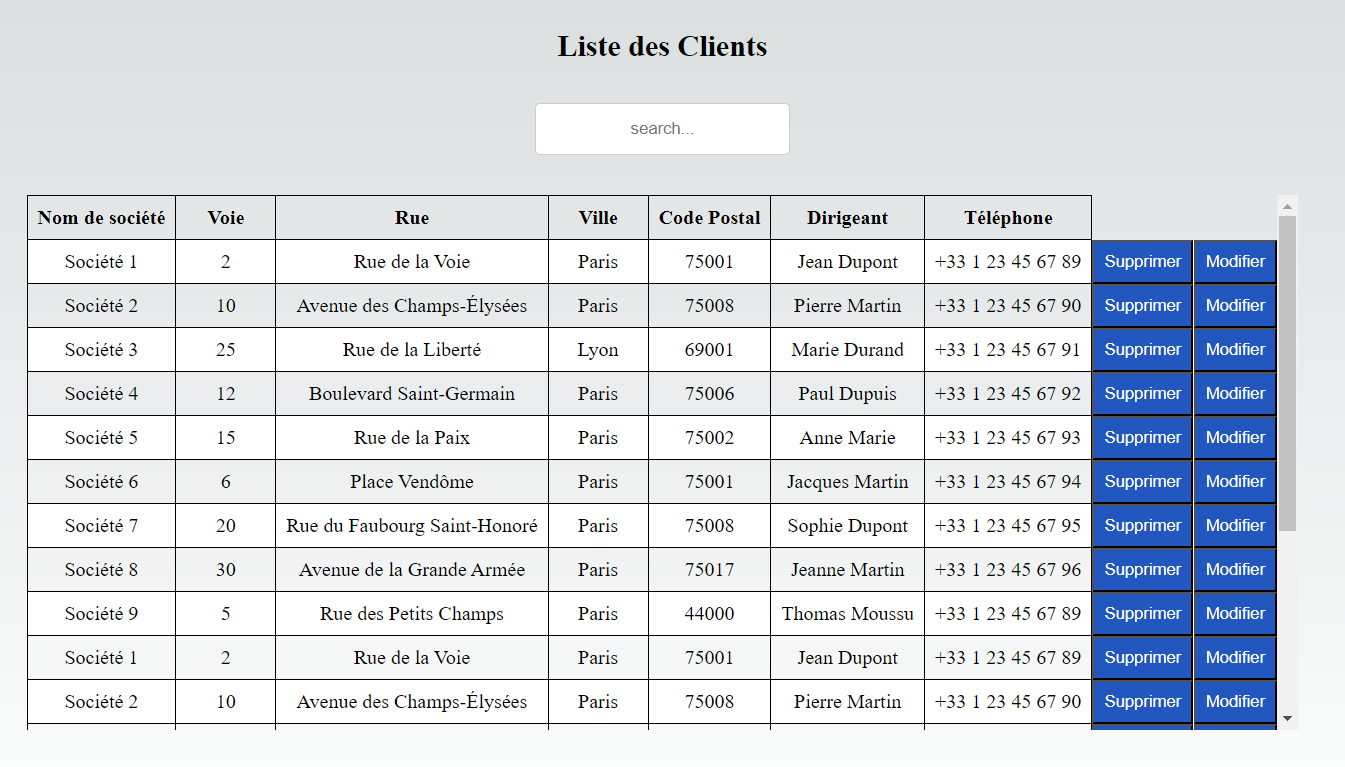 Liste des Clients
search...
Nom de société Voie Rue Ville Code Postal Dirigeant Téléphone
Société 1 2 Rue de la Voie Paris 75001 Jean Dupont +33 1 23 45 67 89 Supprimer Modifier
Société 2 10 Avenue des Champs-Élysées Paris 75008 Pierre Martin +33 1 23 45 67 90 Supprimer Modifier
Société 3 25 Rue de la Liberté Lyon 69001 Marie Durand +33 1 23 45 67 91 Supprimer Modifier
Société 4 12 Boulevard Saint-Germain Paris 75006 Paul Dupuis +33 1 23 45 67 92 Supprimer Modifier
Société 5 15 Rue de la Paix Paris 75002 Anne Marie +33 1 23 45 67 93 Supprimer Modifier
Société 6 6 Place Vendôme Paris 75001 Jacques Martin +33 1 23 45 67 94 Supprimer Modifier
Société 7 20 Rue du Faubourg Saint-Honoré Paris 75008 Sophie Dupont +33 1 23 45 67 95 Supprimer Modifier
Société 8 30 Avenue de la Grande Armée Paris 75017 Jeanne Martin +33 1 23 45 67 96 Supprimer Modifier
Société 9 5 Rue des Petits Champs Paris 44000 Thomas Moussu +33 1 23 45 67 89 Supprimer Modifier
Société 1 2 Rue de la Voie Paris 75001 Jean Dupont +33 1 23 45 67 89 Supprimer Modifier
Société 2 10 Avenue des Champs-Élysées Paris 75008 Pierre Martin +33 1 23 45 67 90 Supprimer Modifier